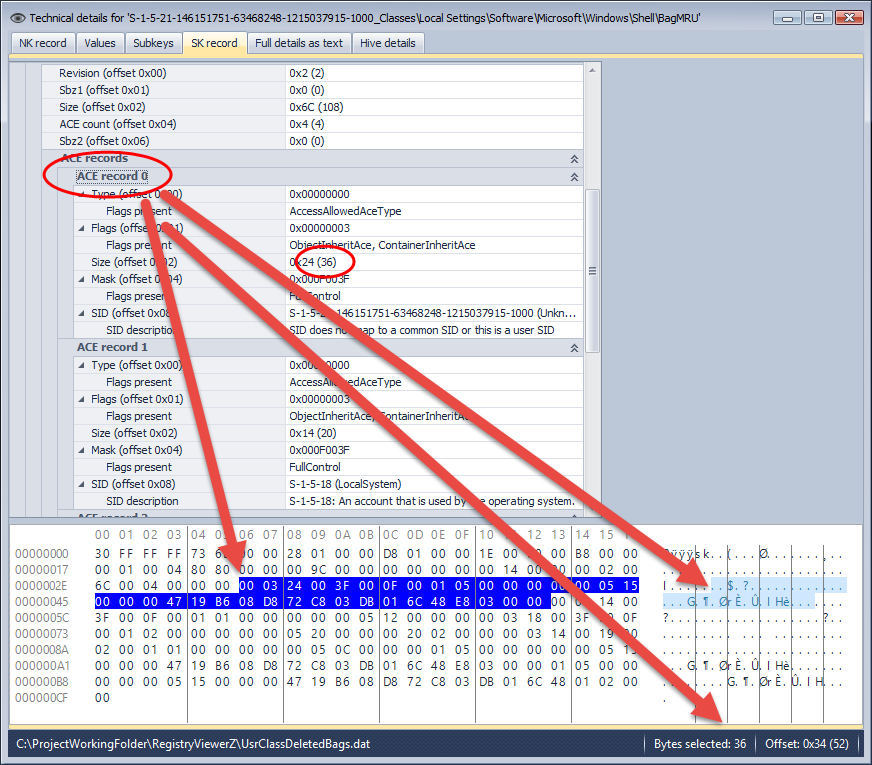 Technical details for 'S-1-5-21-146151751-63468248-1215037915-1000_Classes\Local Settings\Software\Microsoft\Windows\Shell\BagMRU'
NK record Values Subkeys SK record Full details as text Hive details
Revision (offset 0x00) 0x2 (2)
Sbz1 (offset 0x01) 0x0 (0)
Size (offset 0x02) 0x6C (108)
ACE count (offset 0x04) 0x4 (4)
Sbz2 (offset 0x06) 0x0 (0)
ACE records
ACE record 0
Type (offset 0x00) 0x00000000
Flags present AccessAllowedAceType
Flags (offset 0x01) 0x00000003
Flags present ObjectInheritAce, ContainerInheritAce
Size (offset 0x02) 0x24 (36)
Mask (offset 0x04) 0x000F003F
Flags present FullControl
SID (offset 0x08) S-1-5-21-146151751-63468248-1215037915-1000 (Unkn...
SID description SID does not map to a common SID or this is a user SID
ACE record 1
Type (offset 0x00) 0x00000000
Flags present AccessAllowedAceType
Flags (offset 0x01) 0x00000003
Flags present ObjectInheritAce, ContainerInheritAce
Size (offset 0x02) 0x14 (20)
Mask (offset 0x04) 0x000F003F
Flags present FullControl
SID (offset 0x08) S-1-5-18 (LocalSystem)
SID description S-1-5-18: An account that is used by the operating system.
ACE record 2
00 01 02 03 04 05 06 07 08 09 0A 0B 0C 0D 0E 0F 10 12 13 14 15
00000000 30 FF FF FF 73 00 00 28 01 00 00 D8 01 00 00 1E 00 00 B8 00 00
00000017 00 01 00 04 80 80 00 00 9C 00 00 00 00 00 00 00 14 00 00 00 02 00
0000002E 6C 00 04 00 00 00 00 03 24 00 3F 00 0F 00 01 05 00 00 00 00 05 15
00000045 00 00 00 47 19 B6 08 D8 72 C8 03 DB 01 6C 48 E8 03 00 00 00 14 00
0000005C 3F 00 0F 00 01 01 00 00 00 00 00 05 12 00 00 00 00 03 18 00 3F 0F
00000073 00 01 02 00 00 00 00 00 05 20 00 00 00 20 02 00 00 00 03 14 00 19 00
0000008A 02 00 01 01 00 00 00 00 00 05 0C 00 00 00 01 05 00 00 00 00 00 05
000000A1 00 00 00 47 19 B6 08 D8 72 C8 03 DB 01 6C 48 E8 03 00 00 01 05 00 00
000000B8 00 00 00 05 15 00 00 00 47 19 B6 08 D8 72 C8 03 DB 01 6C 48 01 02 00
000000CF 00
C:\ProjectWorkingFolder\RegistryViewerZ\UsrClassDeletedBags.dat Bytes selected: 36 Offset: 0x34 (52)